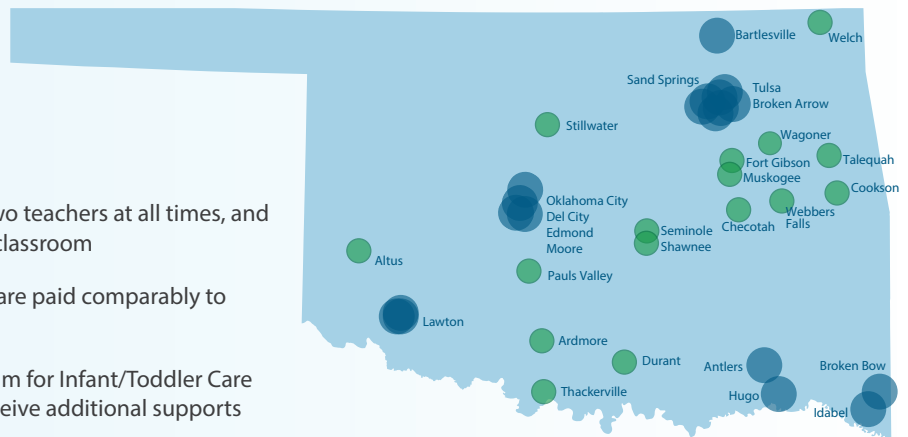 wo teachers at all times, and
classroom
are paid comparably to
m for Infant/Toddler Care
ceive additional supports
Bartlesville
Welch
Sand Springs
Tulsa
Broken Arrow
Stillwater
Wagoner
Fort Gibson
Talequah
Muskogee
Cookson
Webbers
Falls
Checotah
Oklahoma City
Del City
Edmond
Moore
Seminole
Shawnee
Altus
Pauls Valley
Lawton
Ardmore
Durant
Antlers
Broken Bow
Thackerville
Hugo
Idabel